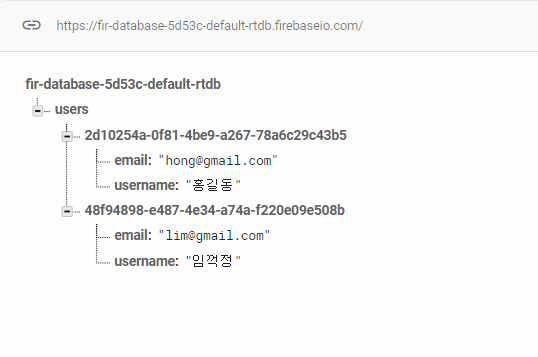 https://fir-database-5d53c-default-rtdb.firebaseio.com/
fir-database-5d53c-default-rtdb
users
2d10254a-0f81-4be9-a267-78a6c29c43b5
email: "hong@gmail.com"
username: "홍길동"
48f94898-e487-4e34-a74a-f220e09e508b
email: "lim@gmail.com"
username: "임꺽정"